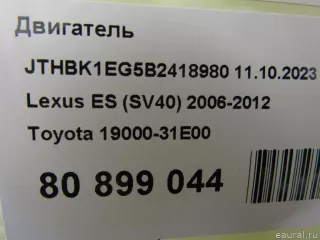 Двигатель
JTHBK1EG5B2418980 11.10.2023
Lexus ES (SV40) 2006-2012
Toyota 19000-31E00
80 899 044
eaural.ru